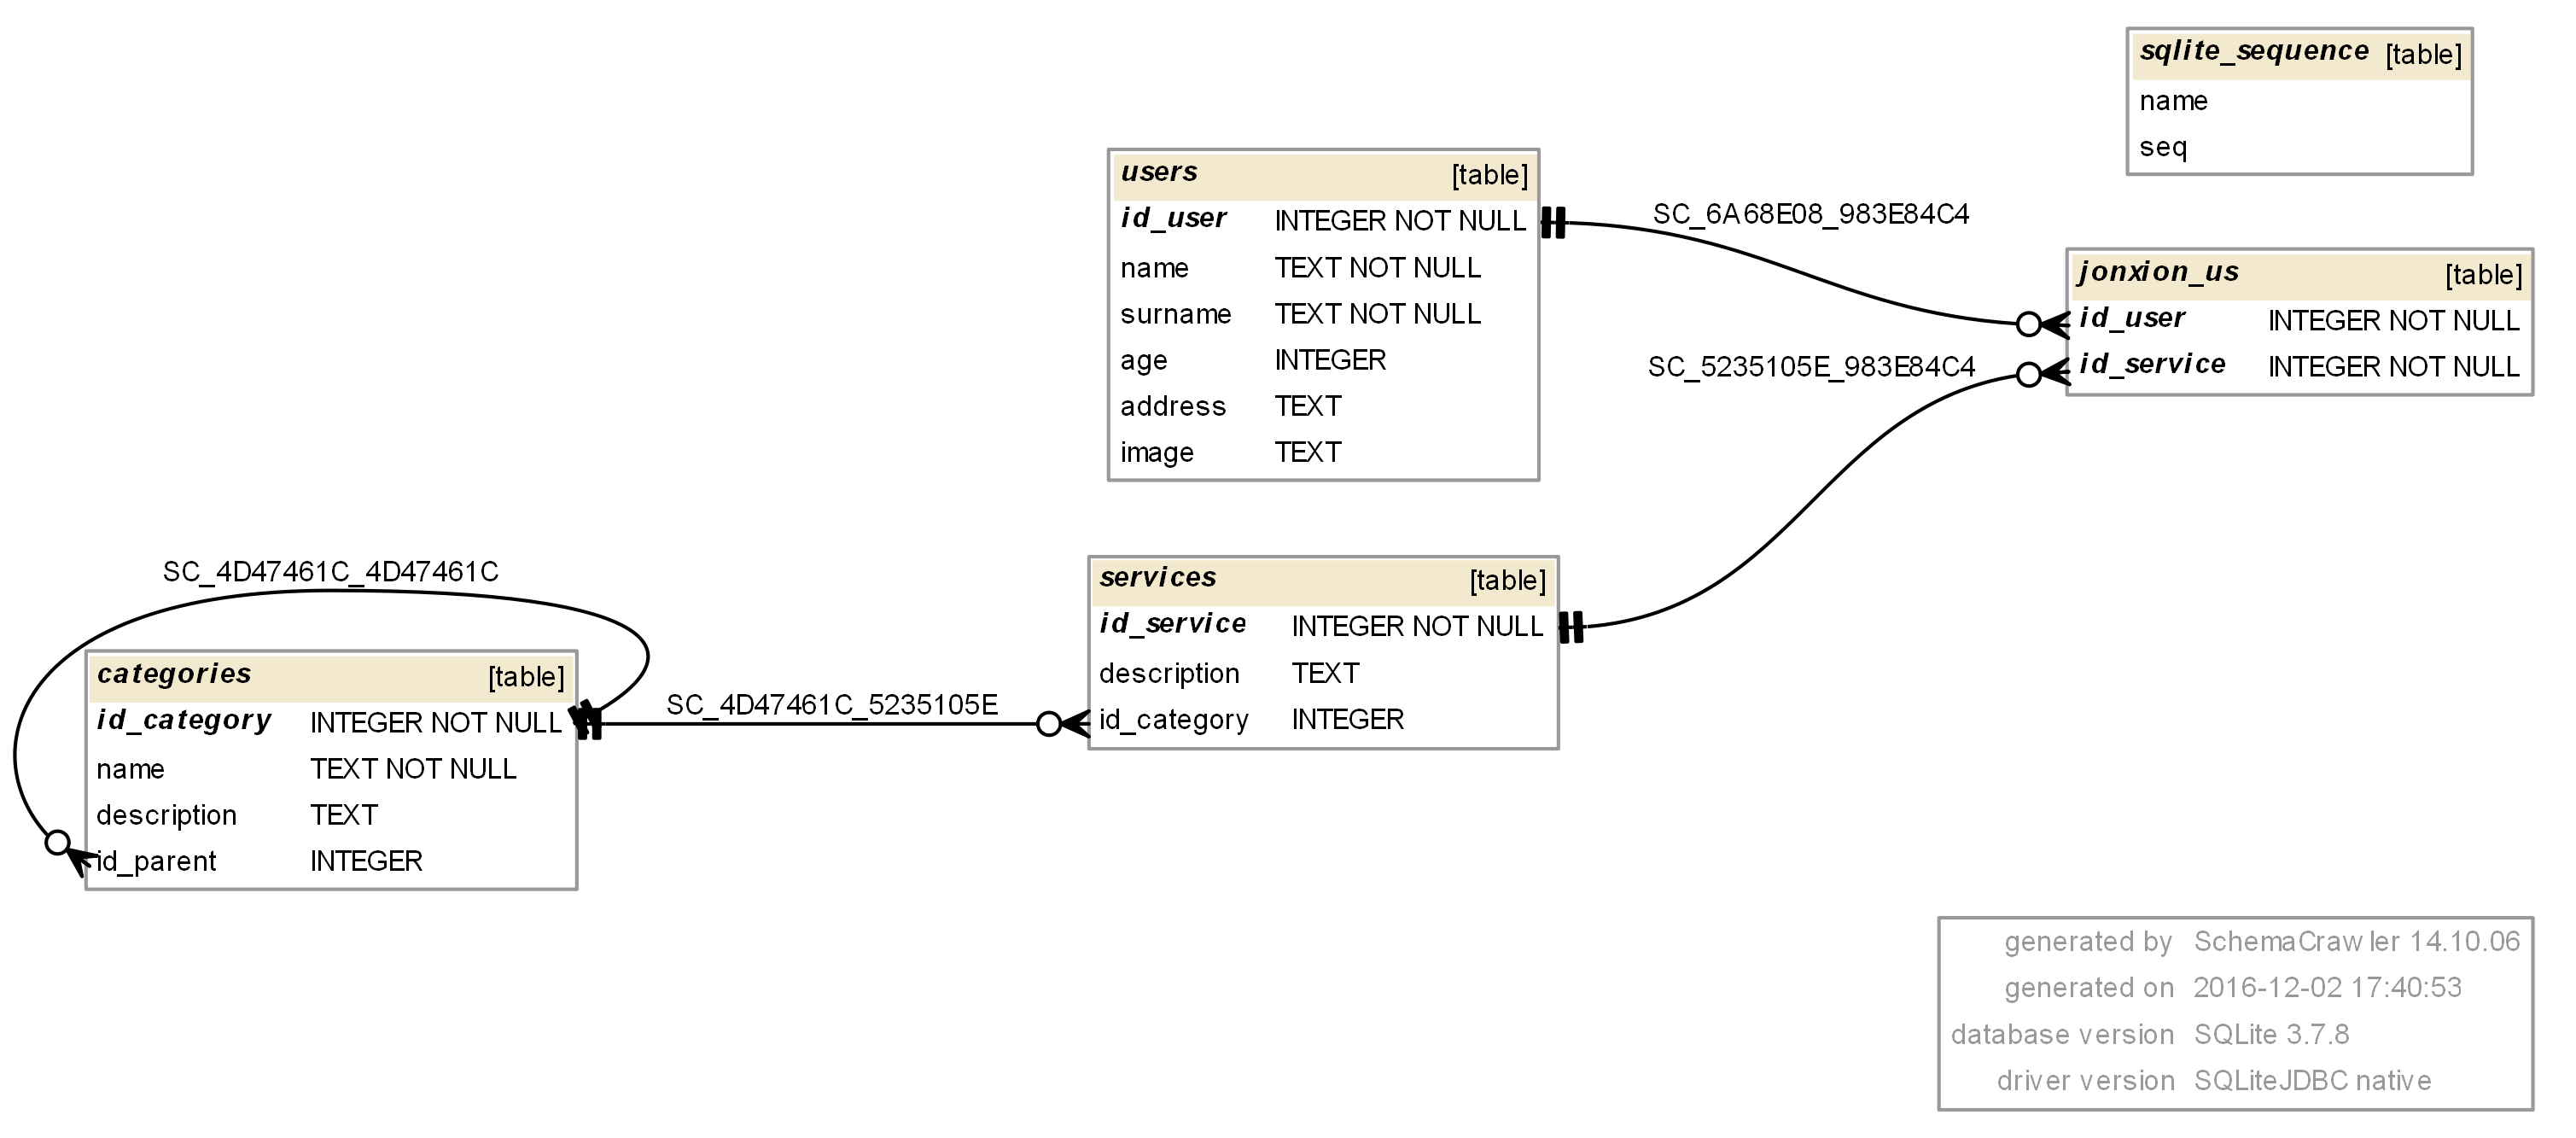 sqlite_sequence [table]
name
seq
users [table]
id_user INTEGER NOT NULL
name TEXT NOT NULL
surname TEXT NOT NULL
age INTEGER
address TEXT
image TEXT
SC_6A68E08_983E84C4
jonxion_us [table]
id_user INTEGER NOT NULL
id_service INTEGER NOT NULL
SC_5235105E_983E84C4
SC_4D47461C_4D47461C
services [table]
id_service INTEGER NOT NULL
description TEXT
id_category INTEGER
categories [table]
id_category INTEGER NOT NULL
name TEXT NOT NULL
description TEXT
id_parent INTEGER
SC_4D47461C_5235105E
generated by SchemaCrawler 14.10.06
generated on 2016-12-02 17:40:53
database version SQLite 3.7.8
driver version SQLiteJDBC native